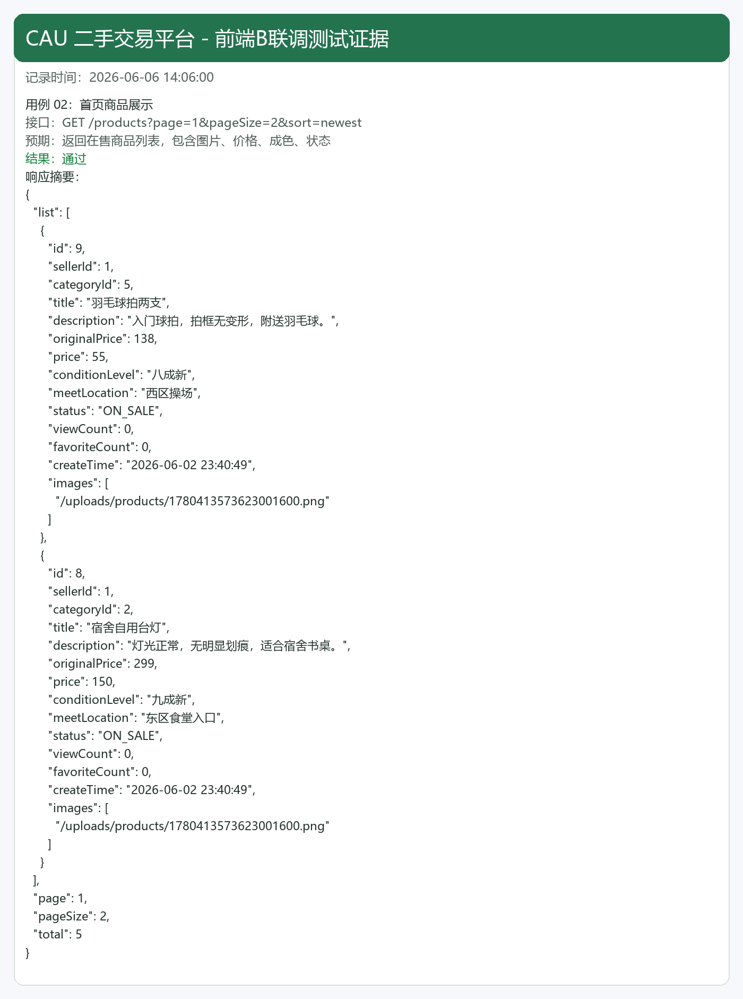 CAU 二手交易平台 - 前端B联调测试证据
记录时间：2026-06-06 14:06:00
用例 02：首页商品展示
接口：GET /products?page=1&pageSize=2&sort=newest
预期：返回在售商品列表，包含图片、价格、成色、状态
结果：通过
响应摘要：
{
  "list": [
    {
      "id": 9,
      "sellerId": 1,
      "categoryId": 5,
      "title": "羽毛球拍两支",
      "description": "入门球拍，拍框无变形，附送羽毛球。",
      "originalPrice": 138,
      "price": 55,
      "conditionLevel": "八成新",
      "meetLocation": "西区操场",
      "status": "ON_SALE",
      "viewCount": 0,
      "favoriteCount": 0,
      "createTime": "2026-06-02 23:40:49",
      "images": [
        "/uploads/products/1780413573623001600.png"
      ]
    },
    {
      "id": 8,
      "sellerId": 1,
      "categoryId": 2,
      "title": "宿舍自用台灯",
      "description": "灯光正常，无明显划痕，适合宿舍书桌。",
      "originalPrice": 299,
      "price": 150,
      "conditionLevel": "九成新",
      "meetLocation": "东区食堂入口",
      "status": "ON_SALE",
      "viewCount": 0,
      "favoriteCount": 0,
      "createTime": "2026-06-02 23:40:49",
      "images": [
        "/uploads/products/1780413573623001600.png"
      ]
    }
  ],
  "page": 1,
  "pageSize": 2,
  "total": 5
}